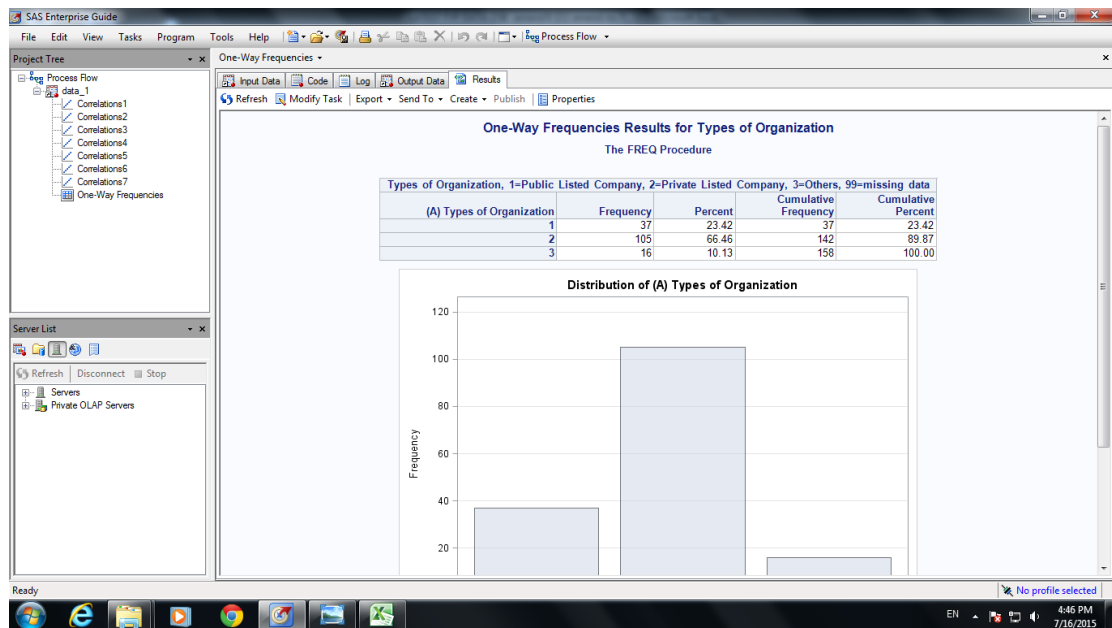 SAS Enterprise Guide
File Edit View Tasks Program Tools Help Process Flow
Project Tree
Process Flow
data_1
Correlations1
Correlations2
Correlations3
Correlations4
Correlations5
Correlations6
Correlations7
One-Way Frequencies
Server List
Refresh Disconnect Stop
Servers
Private OLAP Servers
One-Way Frequencies
Input Data Code Log Output Data Results
Refresh Modify Task Export Send To Create Publish Properties
One-Way Frequencies Results for Types of Organization
The FREQ Procedure
Types of Organization, 1=Public Listed Company, 2=Private Listed Company, 3=Others, 99=missing data
(A) Types of Organization Frequency Percent Cumulative Frequency Cumulative Percent
1 37 23.42 37 23.42
2 105 66.46 142 89.87
3 16 10.13 158 100.00
Distribution of (A) Types of Organization
Frequency
120
100
80
60
40
20
Ready
No profile selected
EN
4:46 PM
7/16/2015